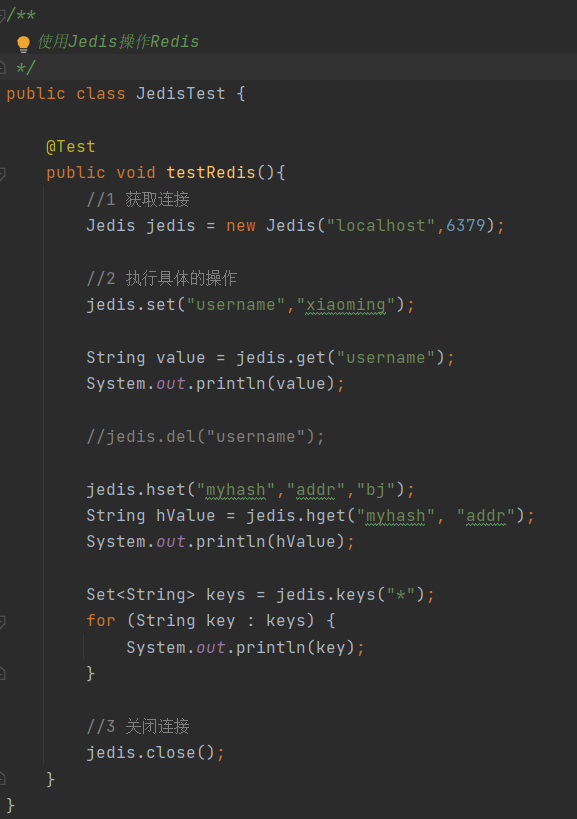 /**
使用Jedis操作Redis
*/
public class JedisTest {
@Test
public void testRedis(){
//1 获取连接
Jedis jedis = new Jedis("localhost",6379);
//2 执行具体的操作
jedis.set("username","xiaoming");
String value = jedis.get("username");
System.out.println(value);
//jedis.del("username");
jedis.hset("myhash","addr","bj");
String hValue = jedis.hget("myhash", "addr");
System.out.println(hValue);
Set<String> keys = jedis.keys("*");
for (String key : keys) {
System.out.println(key);
}
//3 关闭连接
jedis.close();
}
}